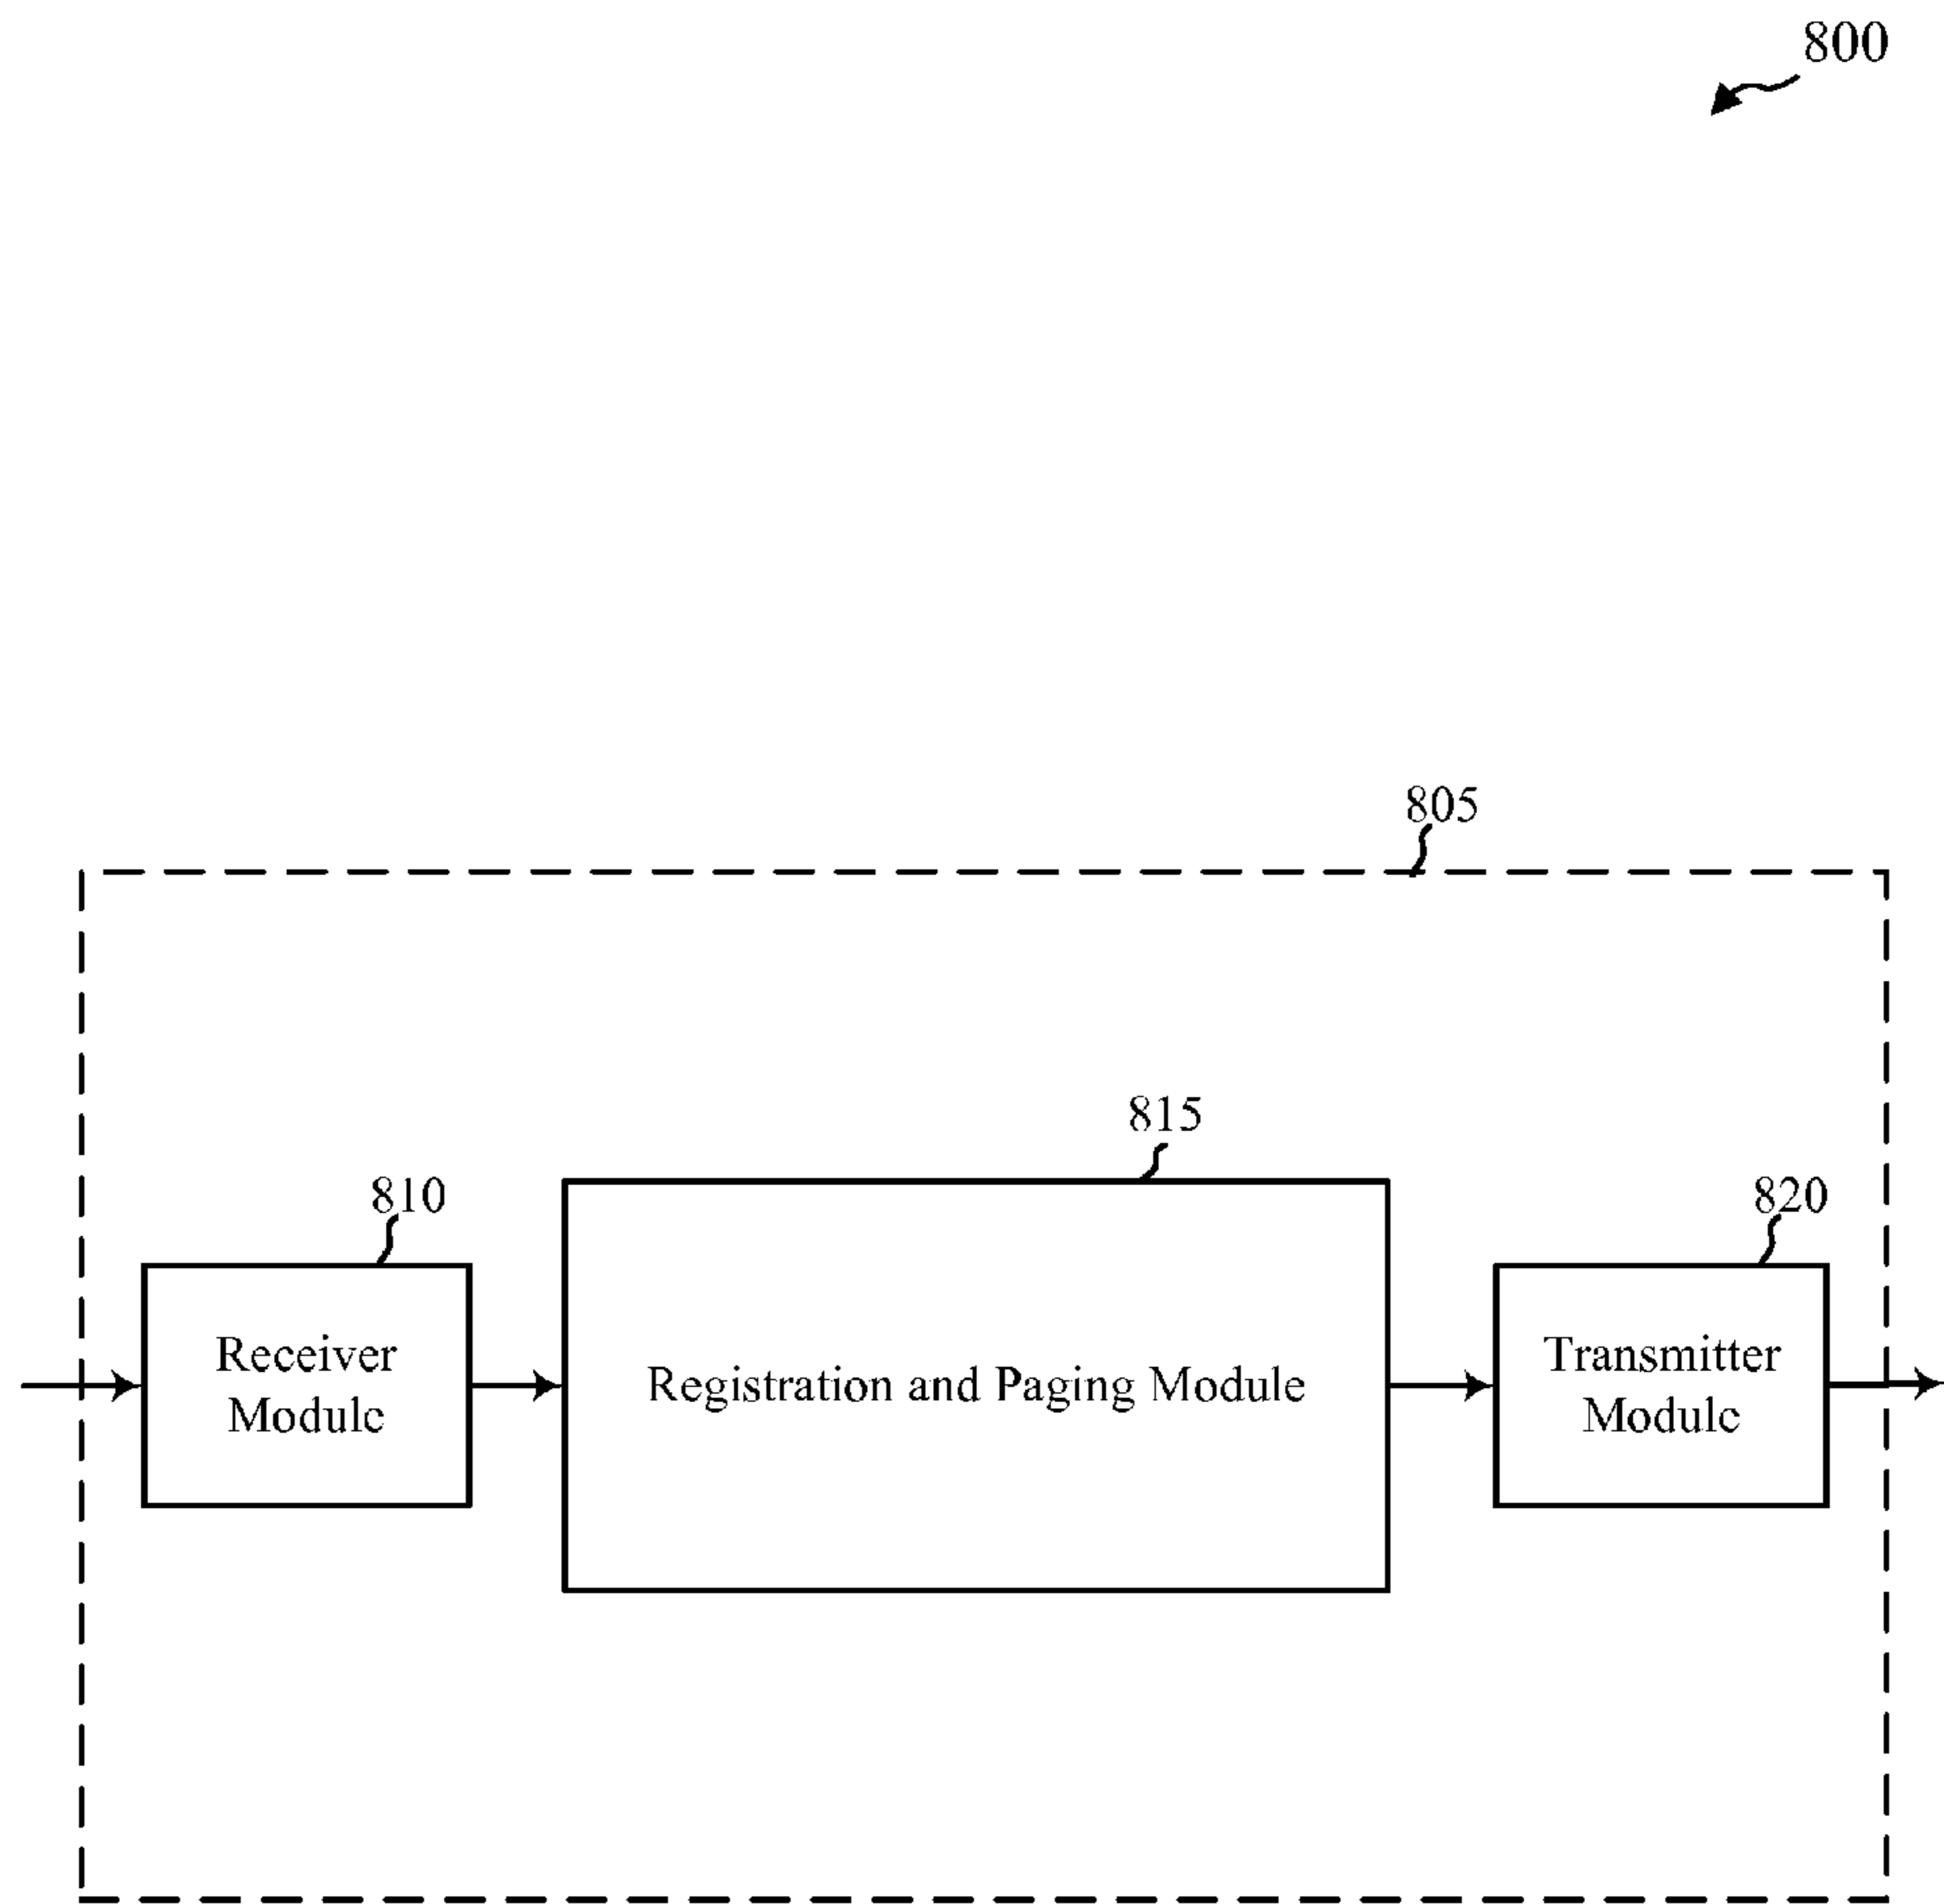 800
805
815
810
820
Receiver
Module
Registration and Paging Module
Transmitter
Module